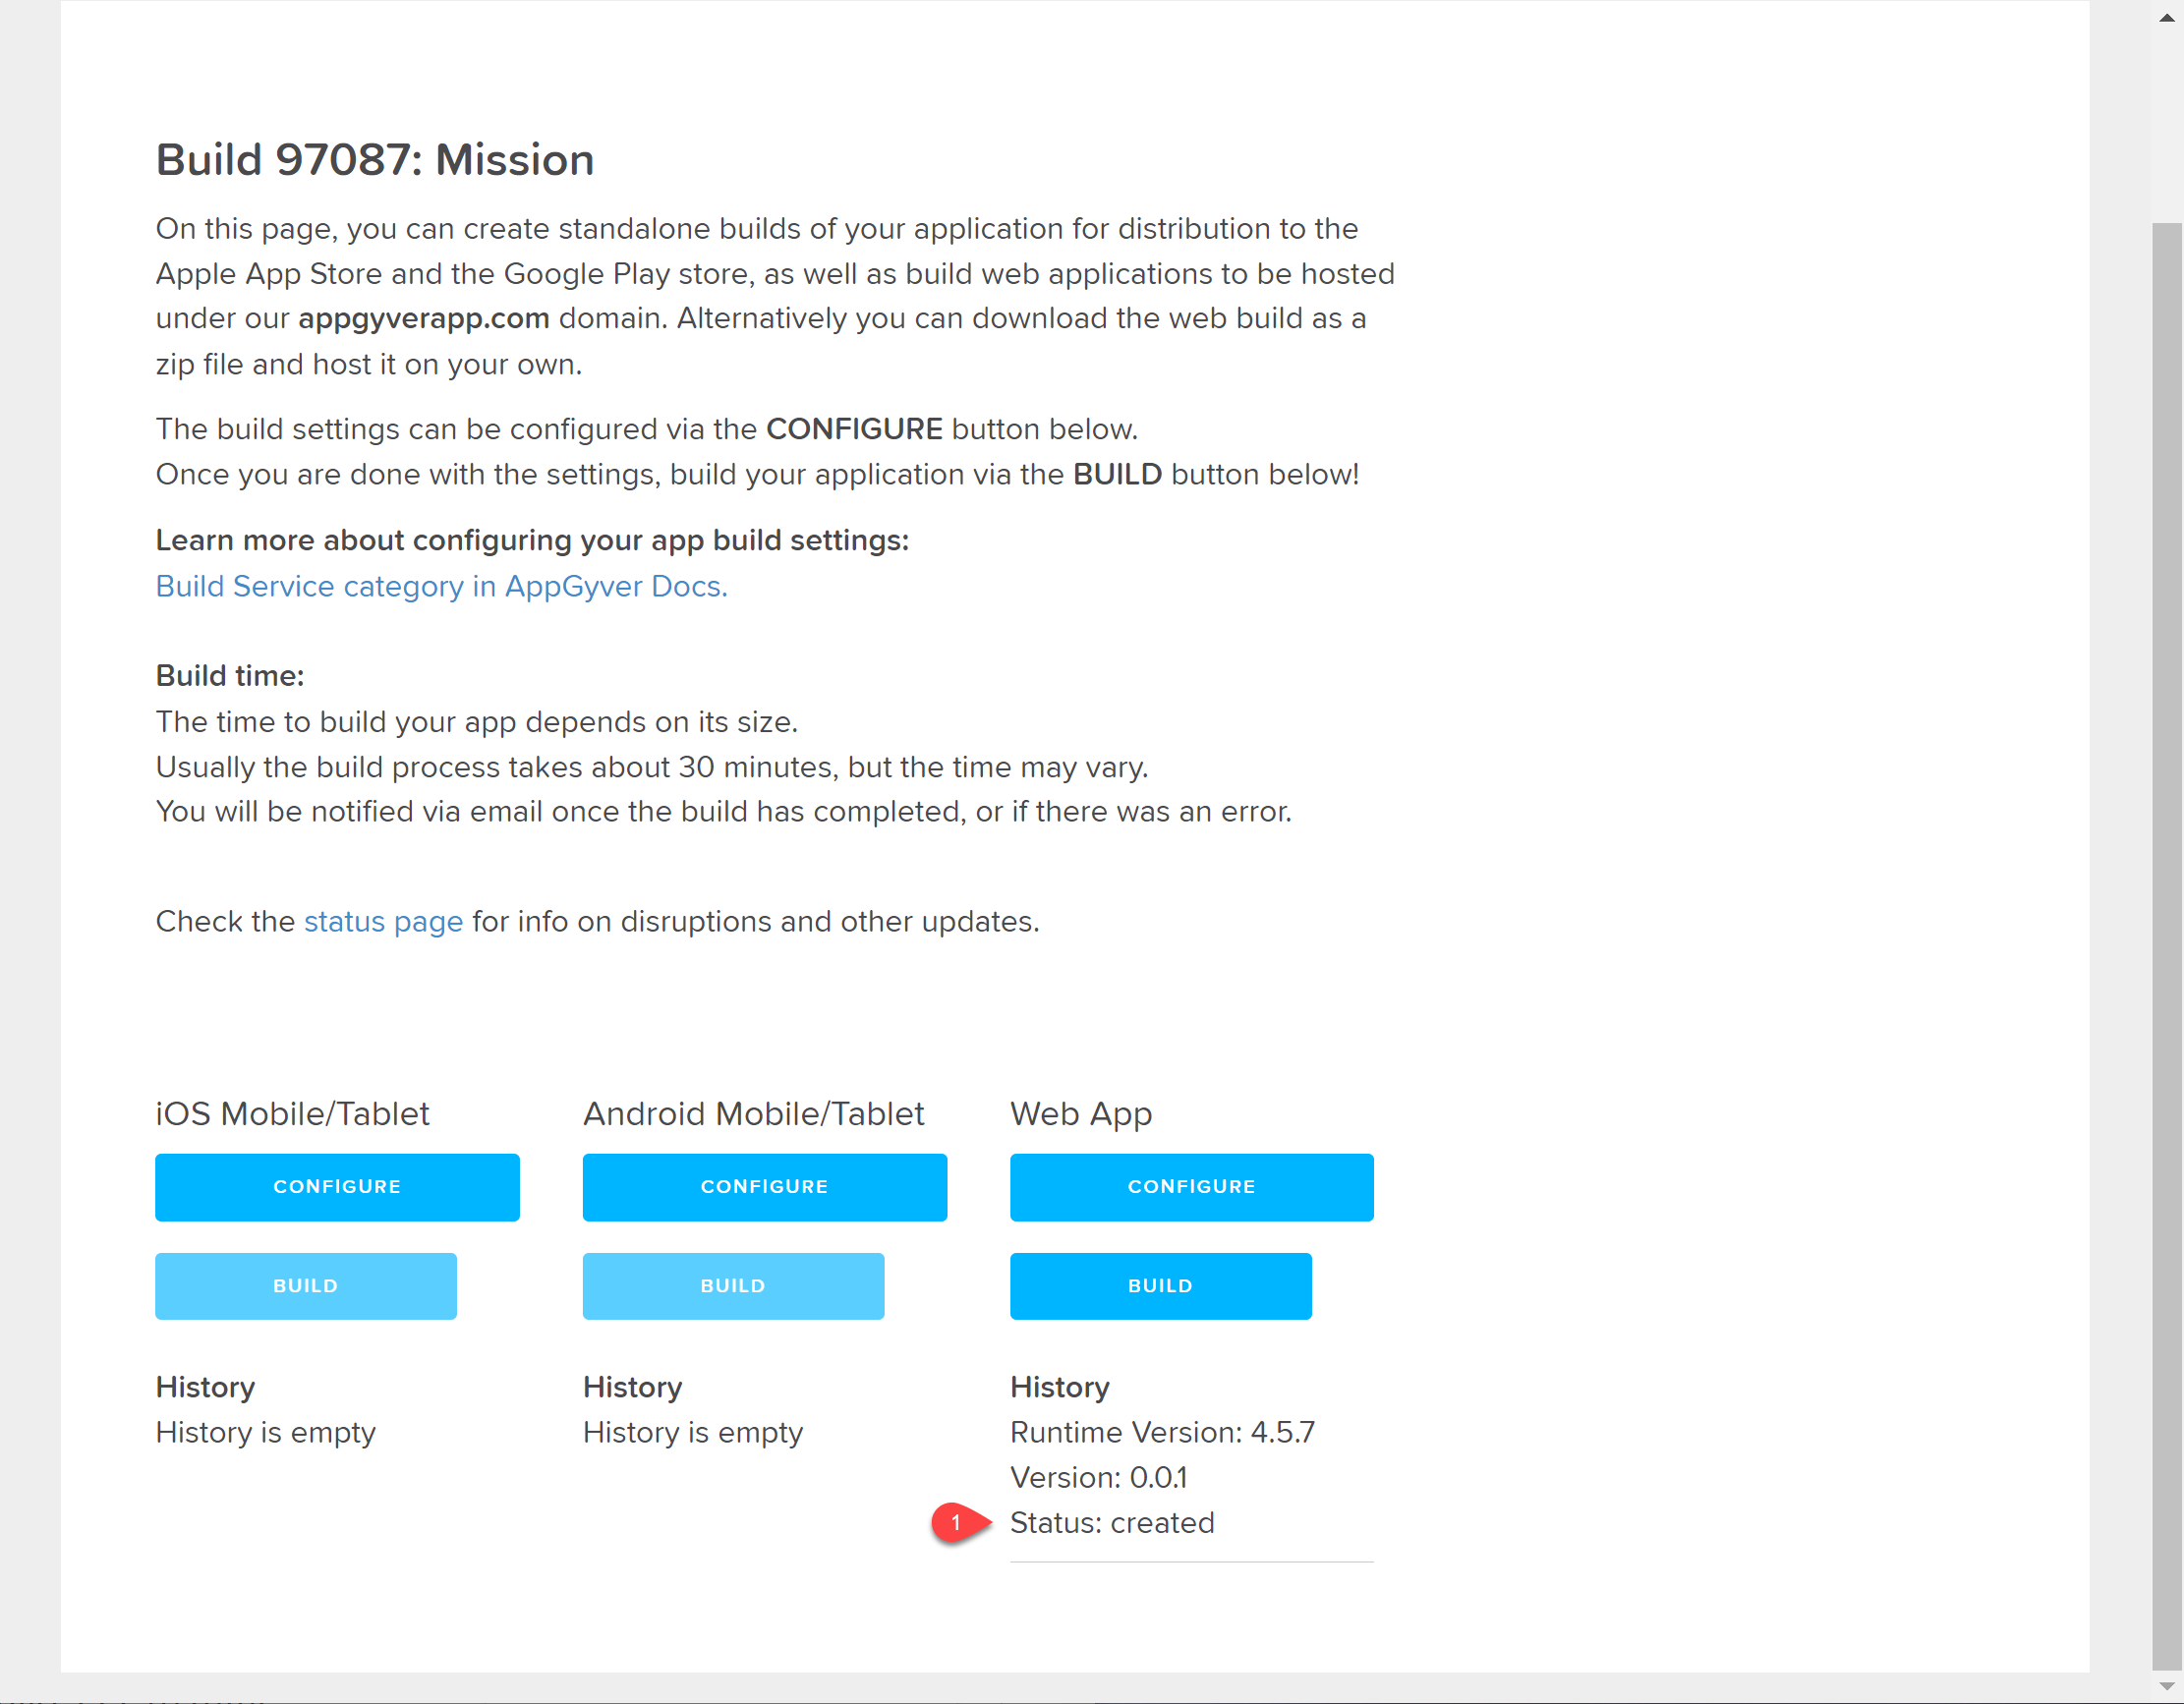 Build 97087: Mission
On this page, you can create standalone builds of your application for distribution to the
Apple App Store and the Google Play store, as well as build web applications to be hosted
under our appgyverapp.com domain. Alternatively you can download the web build as a
zip file and host it on your own.
The build settings can be configured via the CONFIGURE button below.
Once you are done with the settings, build your application via the BUILD button below!
Learn more about configuring your app build settings:
Build Service category in AppGyver Docs.
Build time:
The time to build your app depends on its size.
Usually the build process takes about 30 minutes, but the time may vary.
You will be notified via email once the build has completed, or if there was an error.
Check the status page for info on disruptions and other updates.
iOS Mobile/Tablet
CONFIGURE
BUILD
History
History is empty
Android Mobile/Tablet
CONFIGURE
BUILD
History
History is empty
Web App
CONFIGURE
BUILD
History
Runtime Version: 4.5.7
Version: 0.0.1
1
Status: created